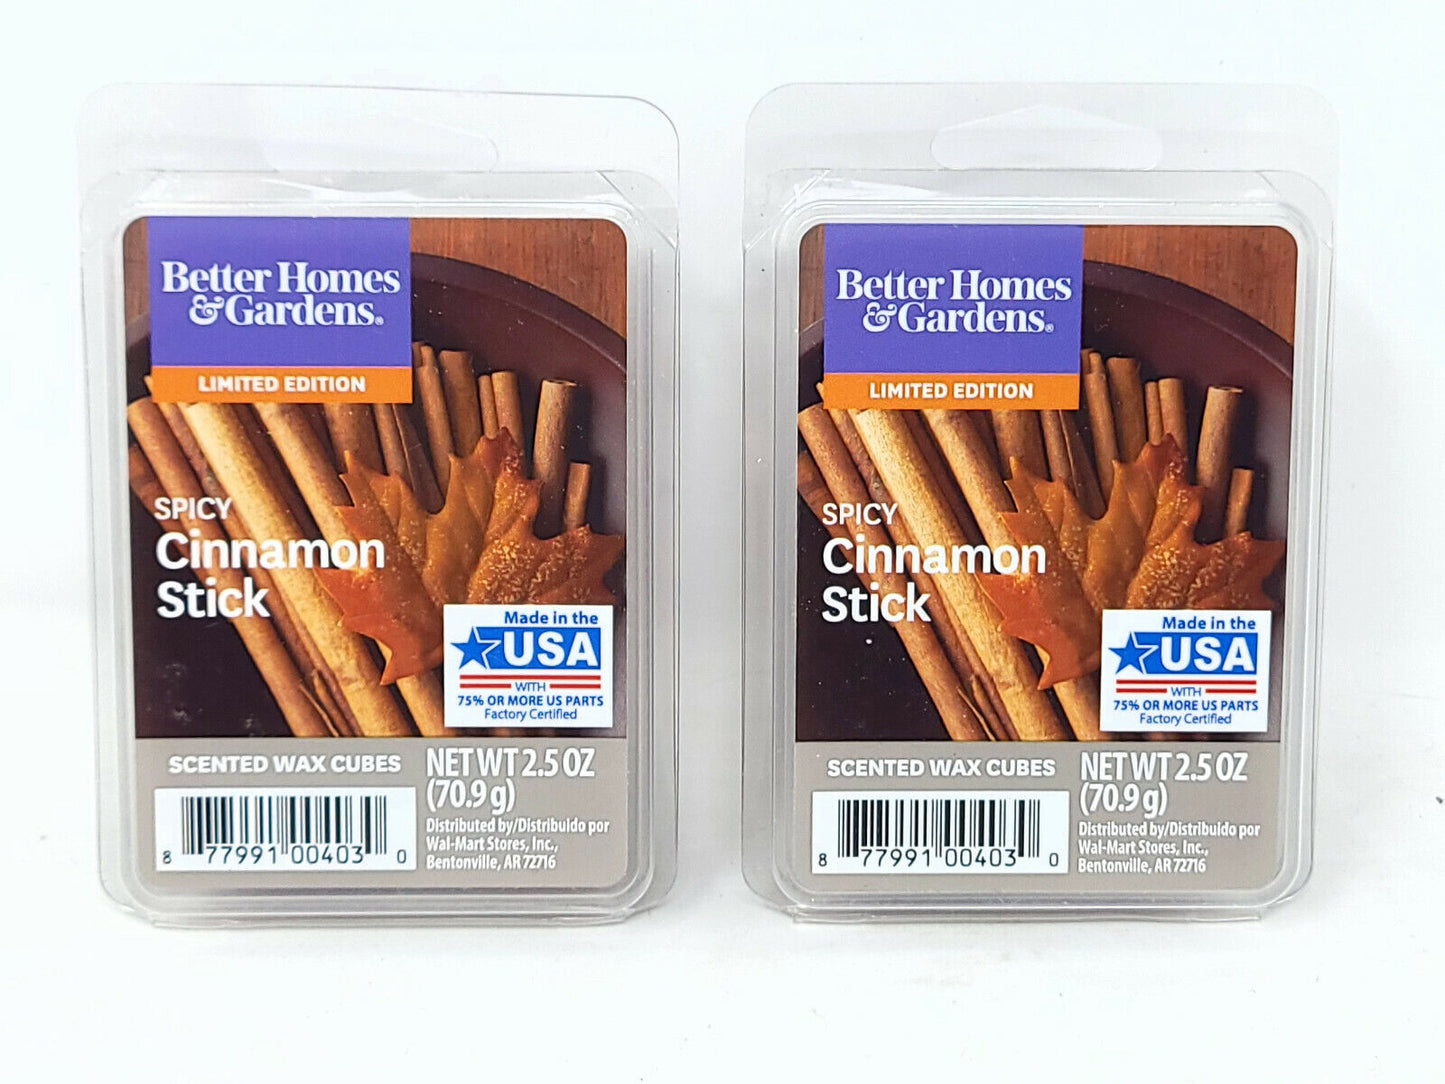 Better Homes
& Gardens®
LIMITED EDITION
SPICY
Cinnamon
Stick
Made in the
USA
WITH
75% OR MORE US PARTS
Factory Certified
SCENTED WAX CUBES
NET WT 2.5 OZ
(70.9 g)
Distributed by/Distribuido por
Wal-Mart Stores, Inc.,
Bentonville, AR 72716
8 77991 00403 0
Better Homes
& Gardens®
LIMITED EDITION
SPICY
Cinnamon
Stick
Made in the
USA
WITH
75% OR MORE US PARTS
Factory Certified
SCENTED WAX CUBES
NET WT 2.5 OZ
(70.9 g)
Distributed by/Distribuido por
Wal-Mart Stores, Inc.,
Bentonville, AR 72716
8 77991 00403 0